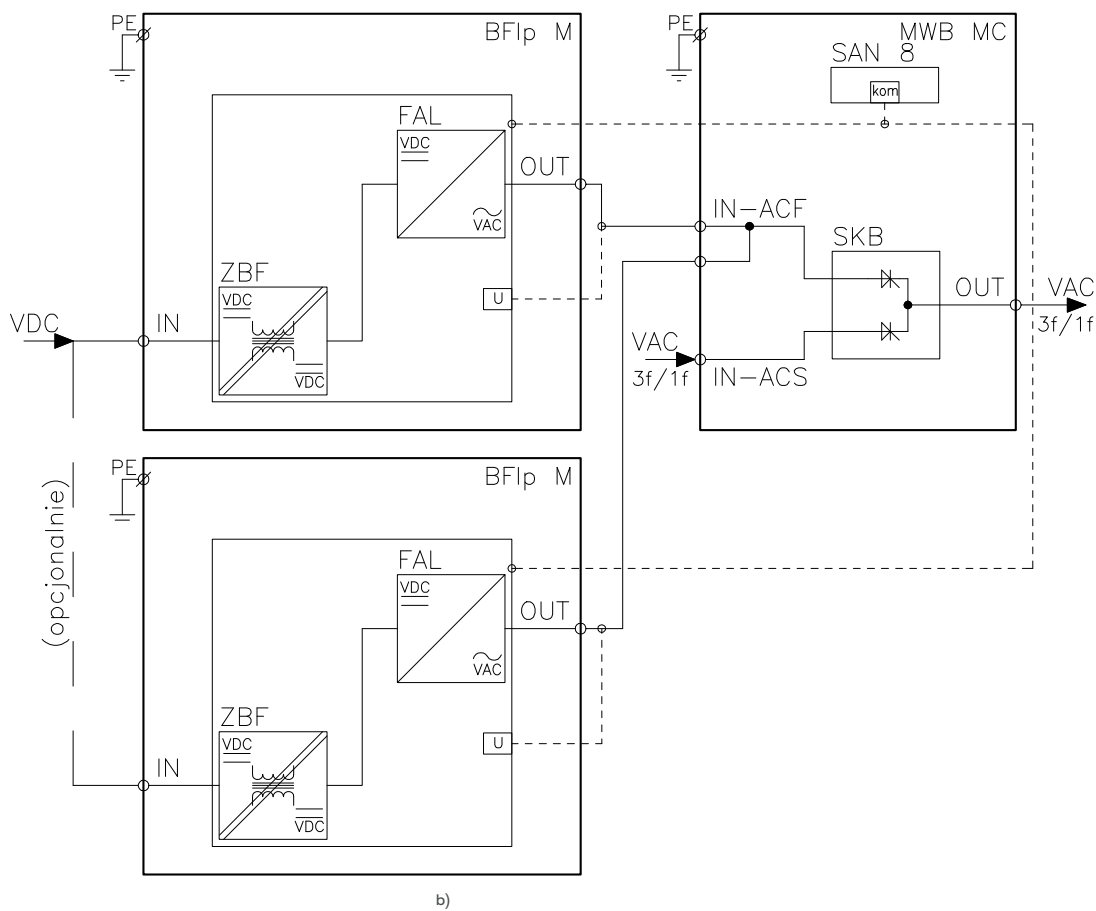 PE
BFIp M
FAL
VDC
VAC
OUT
ZBF
VDC
VDC
U
VDC
IN
PE
MWB MC
SAN 8
kom
IN-ACF
SKB
OUT
VAC
3f/1f
VAC
3f/1f
IN-ACS
(opcjonalnie)
PE
BFIp M
FAL
VDC
VAC
OUT
ZBF
VDC
VDC
U
IN
b)